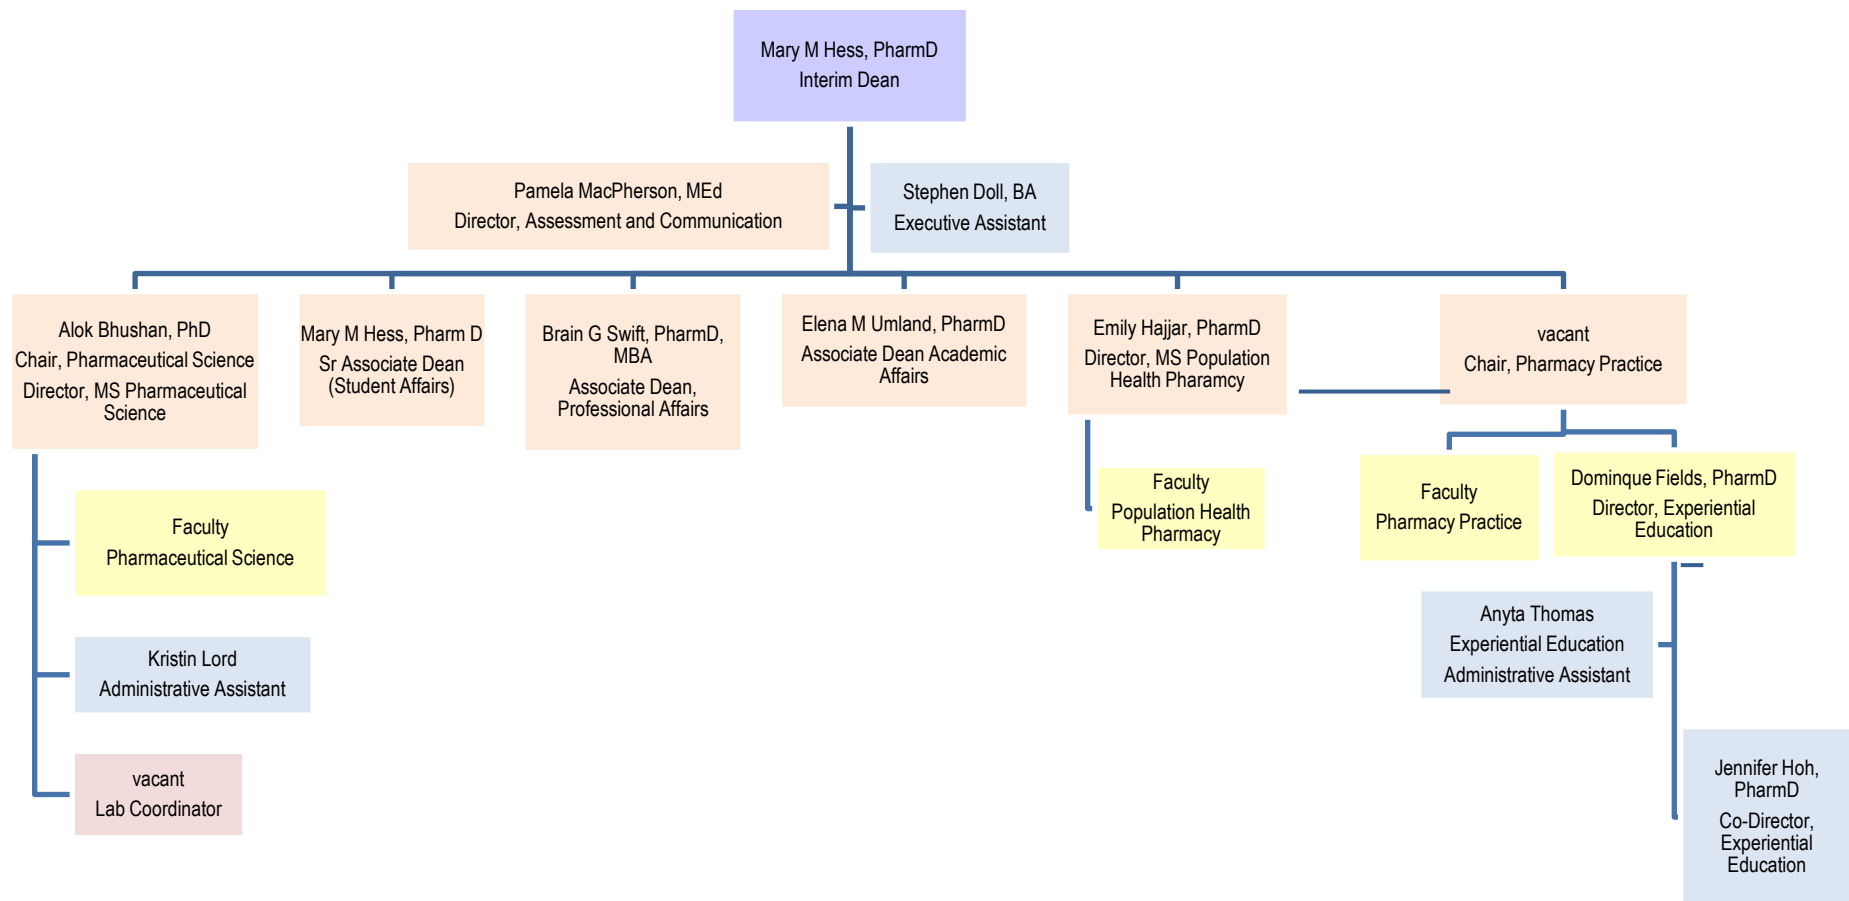 Mary M Hess, PharmD
Interim Dean
Pamela MacPherson, MEd
Director, Assessment and Communication
Stephen Doll, BA
Executive Assistant
Alok Bhushan, PhD
Chair, Pharmaceutical Science
Director, MS Pharmaceutical
Science
Mary M Hess, Pharm D
Sr Associate Dean
(Student Affairs)
Brain G Swift, PharmD,
MBA
Associate Dean,
Professional Affairs
Elena M Umland, PharmD
Associate Dean Academic
Affairs
Emily Hajjar, PharmD
Director, MS Population
Health Pharamcy
vacant
Chair, Pharmacy Practice
Faculty
Pharmaceutical Science
Kristin Lord
Administrative Assistant
vacant
Lab Coordinator
Faculty
Population Health
Pharmacy
Faculty
Pharmacy Practice
Dominque Fields, PharmD
Director, Experiential
Education
Anyta Thomas
Experiential Education
Administrative Assistant
Jennifer Hoh,
PharmD
Co-Director,
Experiential
Education